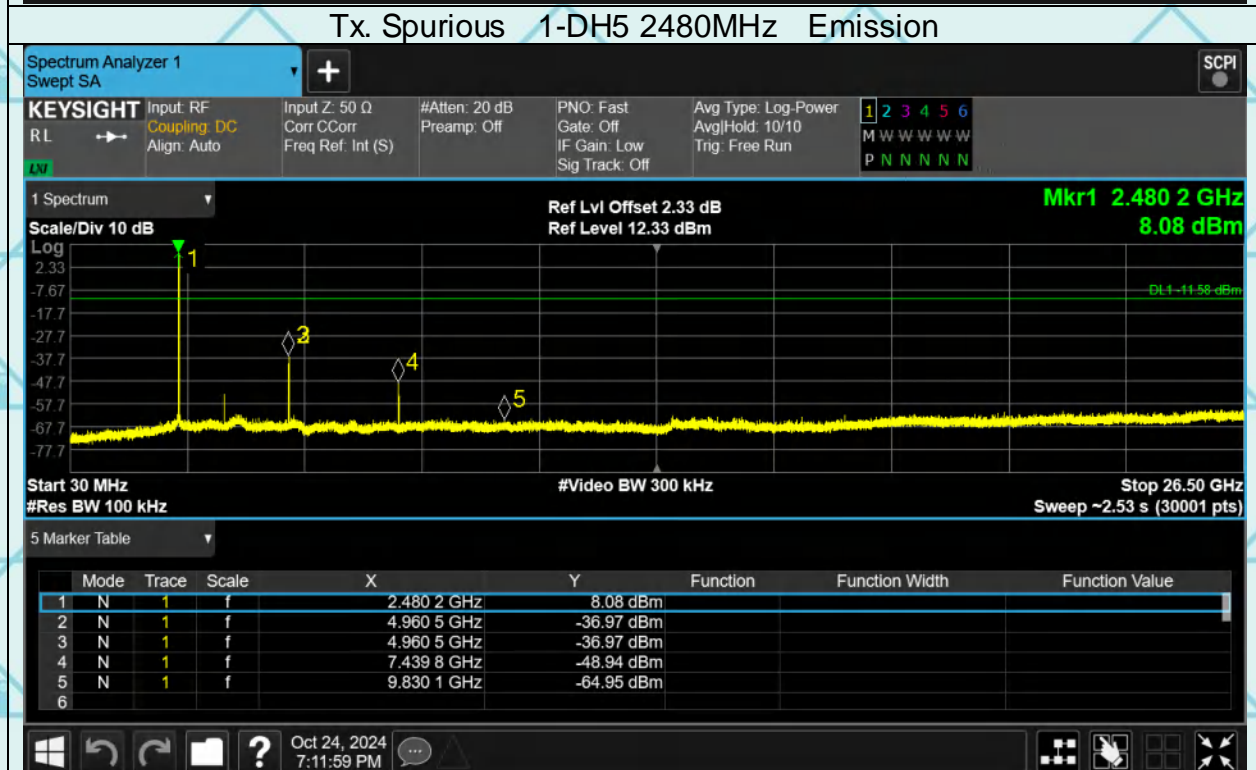 Tx. Spurious 1-DH5 2480MHz Emission
Spectrum Analyzer 1
Swept SA
+
SCPI
KEYSIGHT Input: RF Input Z: 50 Ω #Atten: 20 dB PNO: Fast Avg Type: Log-Power 1 2 3 4 5 6
RL Coupling: DC Corr CCorr Preamp: Off Gate: Off Avg|Hold: 10/10 M W W W W W
Align: Auto Freq Ref: Int (S) IF Gain: Low Trig: Free Run P N N N N N
LXI Sig Track: Off
1 Spectrum Ref Lvl Offset 2.33 dB Mkr1 2.480 2 GHz
Scale/Div 10 dB Ref Level 12.33 dBm 8.08 dBm
Log
1
2.33
-7.67 DL1 -11.58 dBm
-17.7
-27.7
3
-37.7 4
-47.7
-57.7 5
-67.7
-77.7
Start 30 MHz #Video BW 300 kHz Stop 26.50 GHz
#Res BW 100 kHz Sweep ~2.53 s (30001 pts)
5 Marker Table
Mode Trace Scale X Y Function Function Width Function Value
1 N 1 f 2.480 2 GHz 8.08 dBm
2 N 1 f 4.960 5 GHz -36.97 dBm
3 N 1 f 4.960 5 GHz -36.97 dBm
4 N 1 f 7.439 8 GHz -48.94 dBm
5 N 1 f 9.830 1 GHz -64.95 dBm
6
? Oct 24, 2024
7:11:59 PM